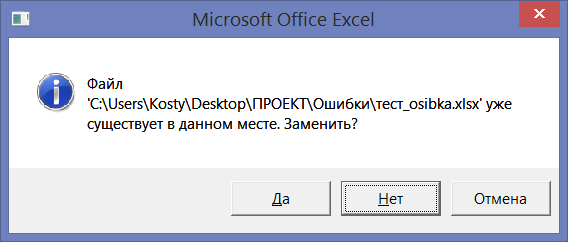 Microsoft Office Excel
Файл
'C:\Users\Kosty\Desktop\ПРОЕКТ\Ошибки\тест_osibka.xlsx' уже
существует в данном месте. Заменить?
Да
Нет
Отмена